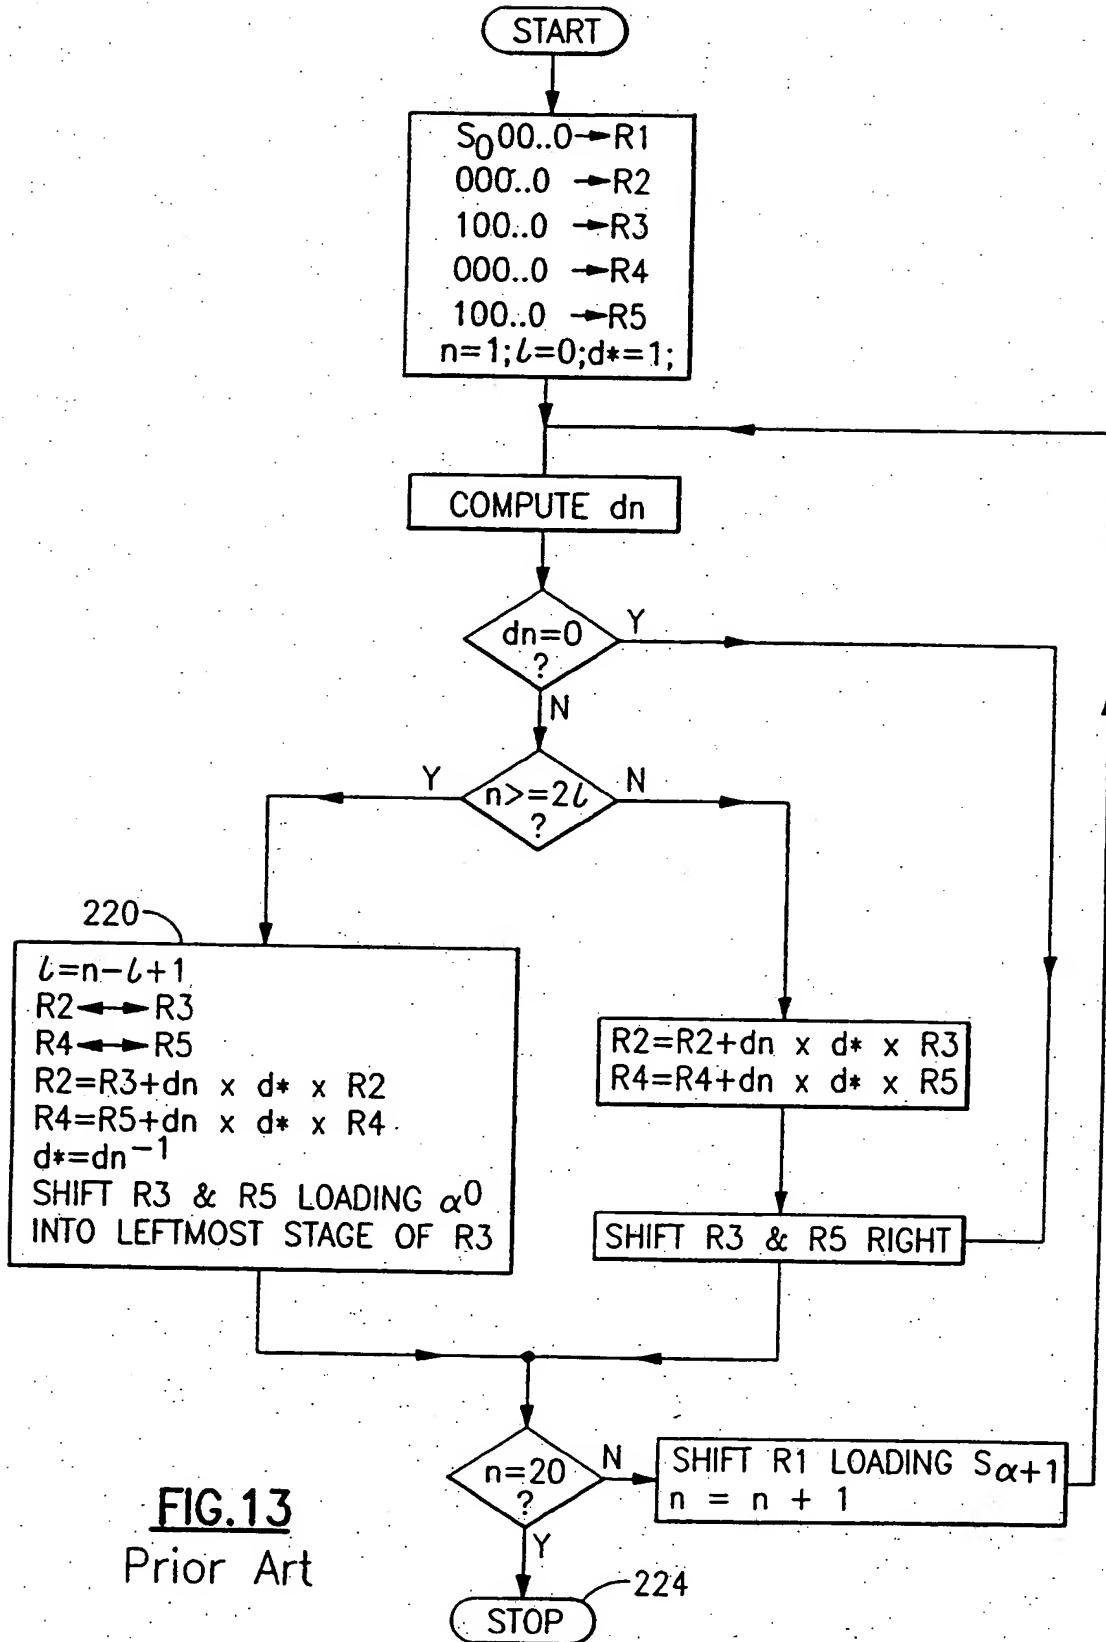 START
S₀00..0→R1
000..0 →R2
100..0 →R3
000..0 →R4
100..0 →R5
n=1;ℓ=0;d*=1;
COMPUTE dn
dn=0
?
Y
N
n>=2ℓ
?
Y
N
220
ℓ=n-ℓ+1
R2↔R3
R4↔R5
R2=R3+dn x d* x R2
R4=R5+dn x d* x R4
d*=dn⁻¹
SHIFT R3 & R5 LOADING α⁰
INTO LEFTMOST STAGE OF R3
R2=R2+dn x d* x R3
R4=R4+dn x d* x R5
SHIFT R3 & R5 RIGHT
n=20
?
N
Y
SHIFT R1 LOADING Sα+1
n = n + 1
224
STOP
FIG.13
Prior Art